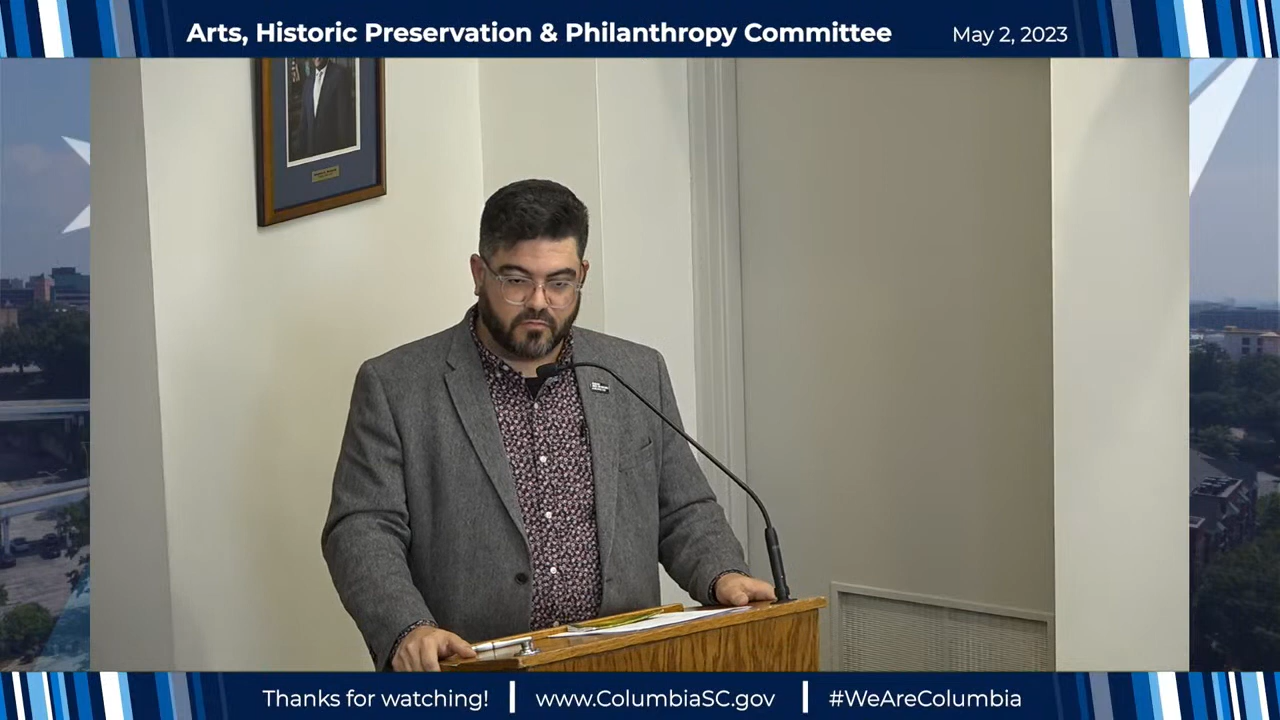 Arts, Historic Preservation & Philanthropy Committee
May 2, 2023
Thanks for watching!
www.ColumbiaSC.gov
#WeAreColumbia